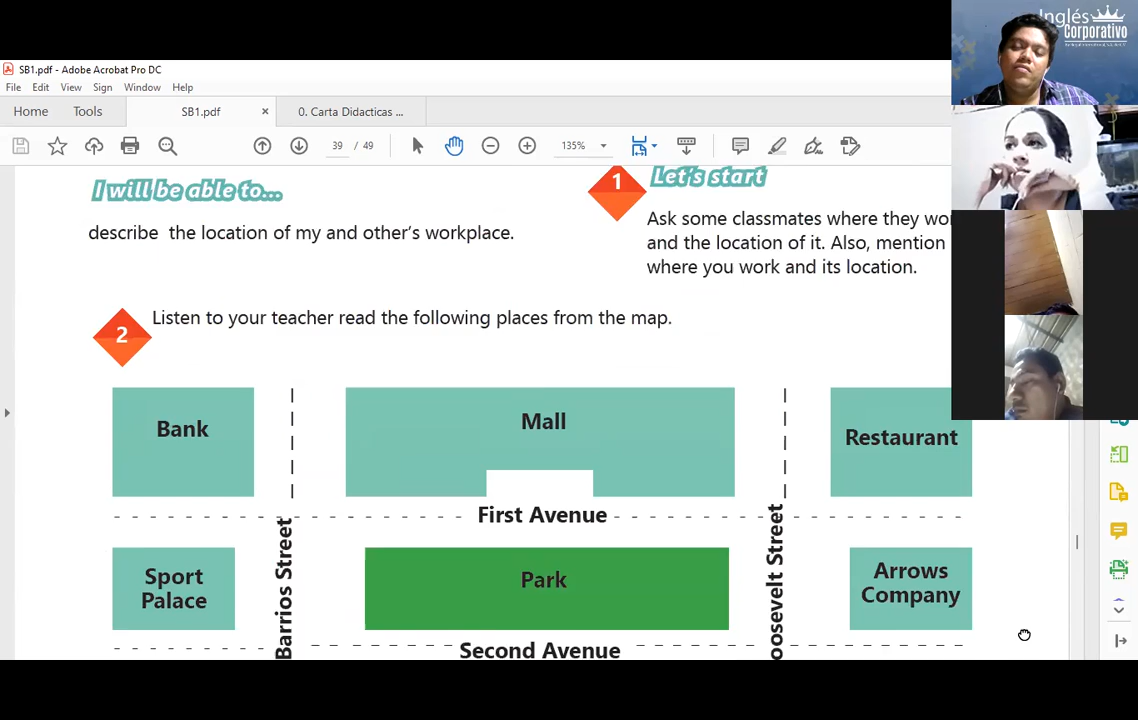 Inglés
Corporativo
SB1.pdf - Adobe Acrobat Pro DC
File Edit View Sign Window Help
Home Tools SB1.pdf × 0. Carta Didacticas ...
39 / 49 135%
I will be able to...
1 Let's start
describe the location of my and other's workplace.
Ask some classmates where they wor
and the location of it. Also, mention
where you work and its location.
2 Listen to your teacher read the following places from the map.
Bank
Mall
Restaurant
First Avenue
Barrios Street
oosevelt Street
Sport
Palace
Park
Arrows
Company
Second Avenue